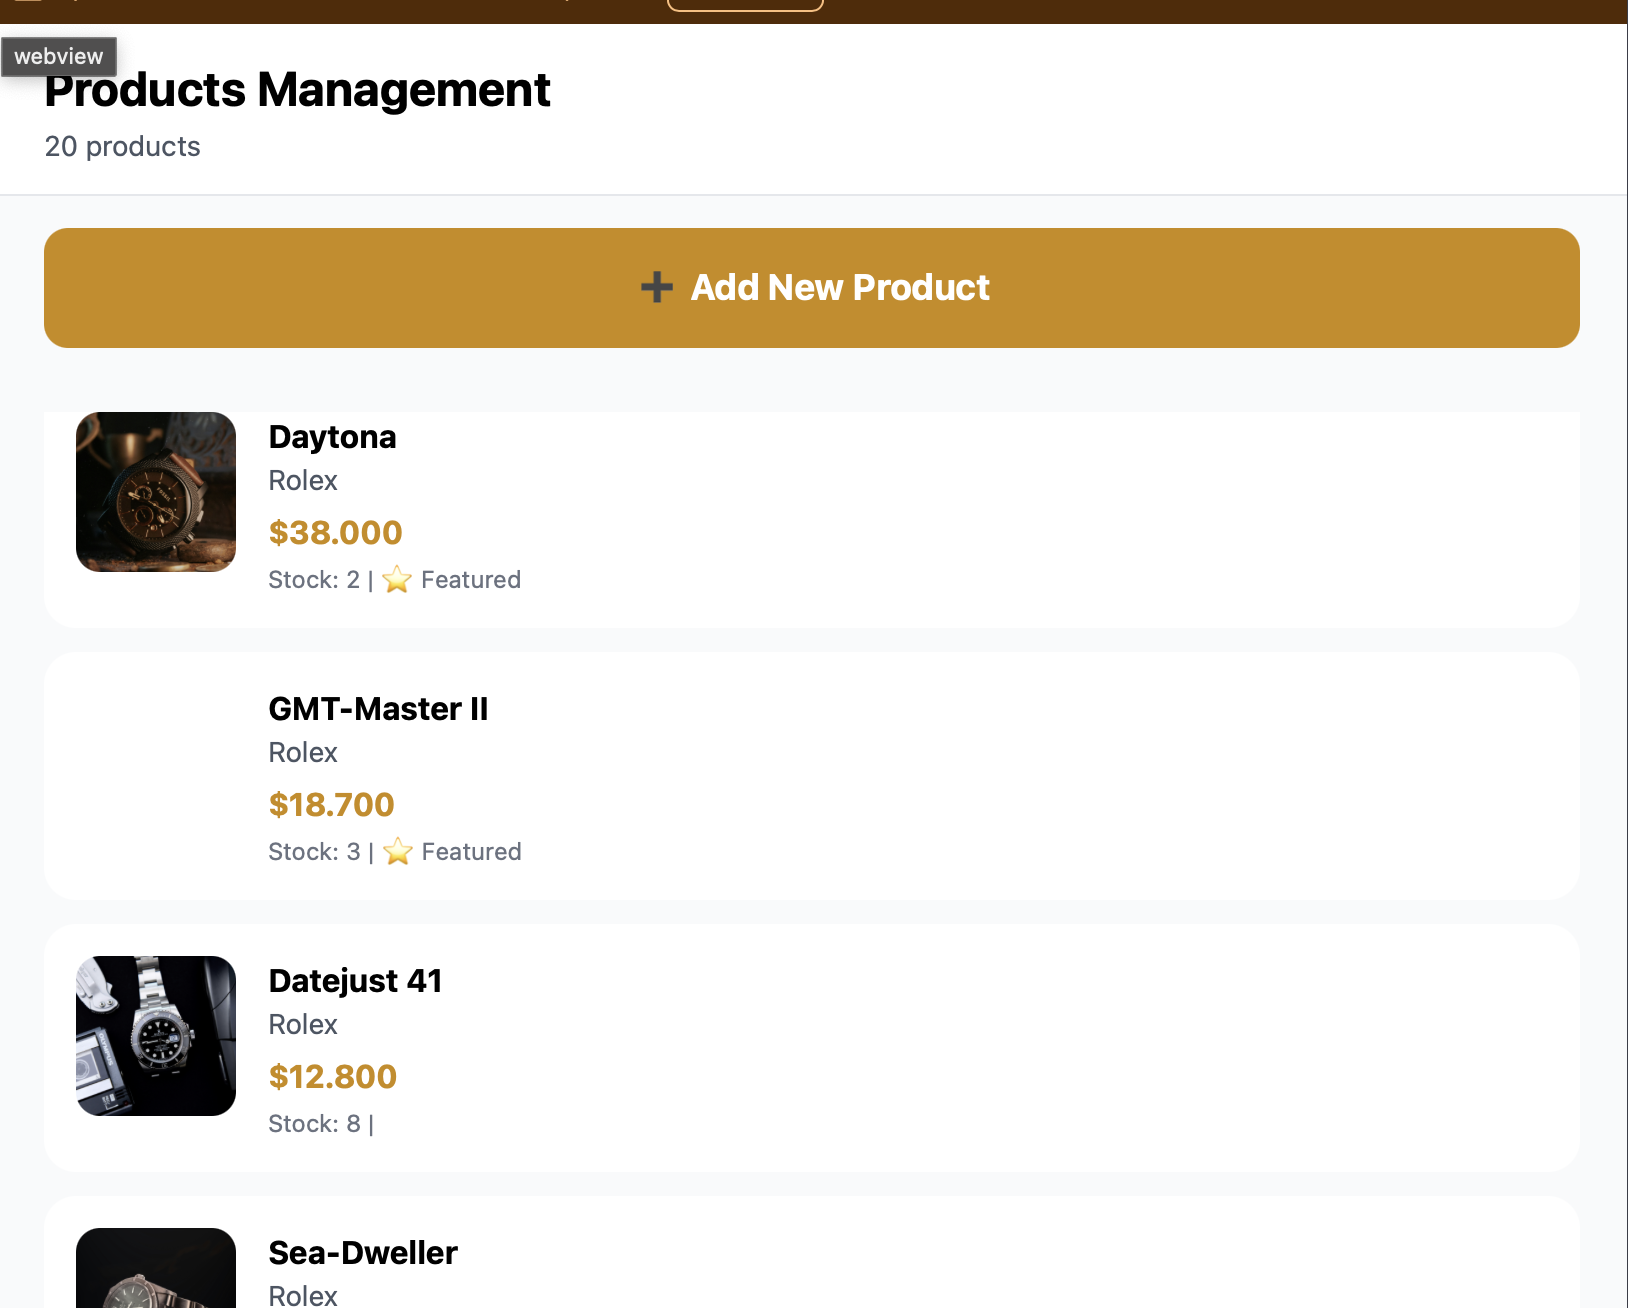 webview
Products Management
20 products
➕ Add New Product
Daytona
Rolex
$38.000
Stock: 2 | ⭐ Featured
GMT-Master II
Rolex
$18.700
Stock: 3 | ⭐ Featured
Datejust 41
Rolex
$12.800
Stock: 8 |
Sea-Dweller
Rolex